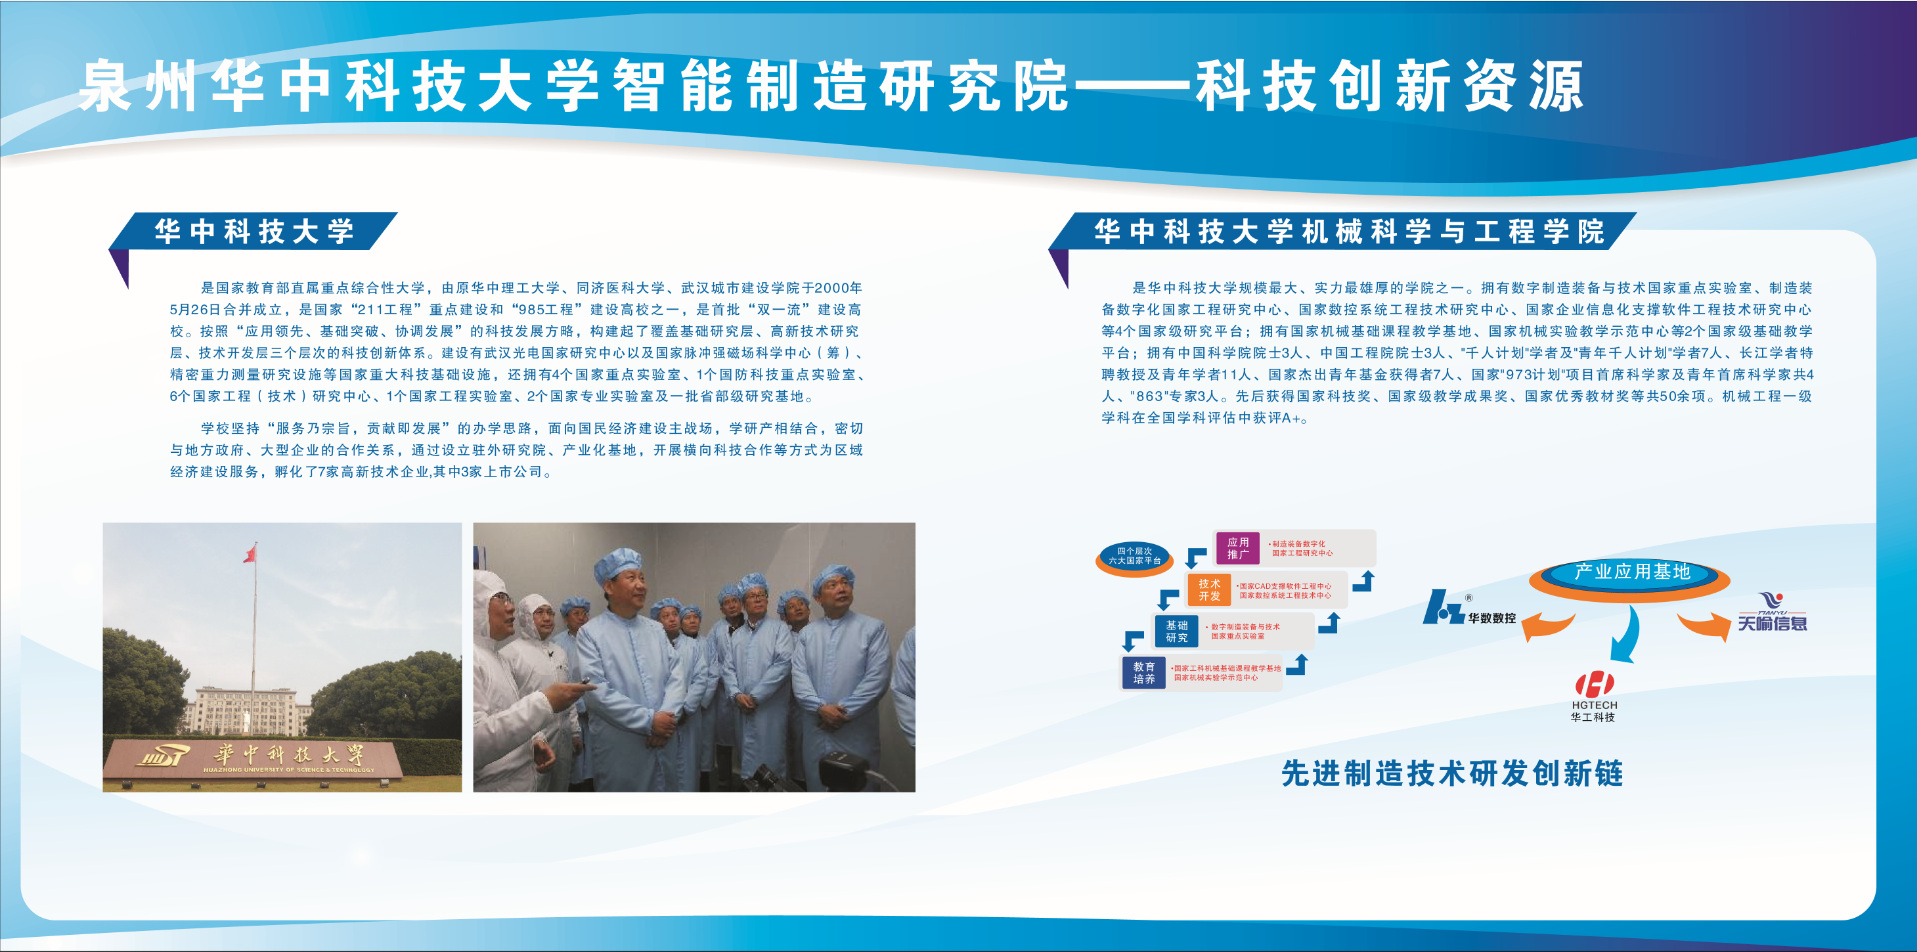 泉州华中科技大学智能制造研究院——科技创新资源
华中科技大学
是国家教育部直属重点综合性大学，由原华中理工大学、同济医科大学、武汉城市建设学院于2000年
5月26日合并成立，是国家“211工程”重点建设和“985工程”建设高校之一，是首批“双一流”建设高
校。按照“应用领先、基础突破、协调发展”的科技发展方略，构建起了覆盖基础研究层、高新技术研究
层、技术开发层三个层次的科技创新体系。建设有武汉光电国家研究中心以及国家脉冲强磁场科学中心（筹）、
精密重力测量研究设施等国家重大科技基础设施，还拥有4个国家重点实验室、1个国防科技重点实验室、
6个国家工程（技术）研究中心、1个国家工程实验室、2个国家专业实验室及一批省部级研究基地。
学校坚持“服务乃宗旨，贡献即发展”的办学思路，面向国民经济建设主战场，学研产相结合，密切
与地方政府、大型企业的合作关系，通过设立驻外研究院、产业化基地，开展横向科技合作等方式为区域
经济建设服务，孵化了7家高新技术企业,其中3家上市公司。
HUST
華中科技大學
HUAZHONG UNIVERSITY OF SCIENCE & TECHNOLOGY
华中科技大学机械科学与工程学院
是华中科技大学规模最大、实力最雄厚的学院之一。拥有数字制造装备与技术国家重点实验室、制造装
备数字化国家工程研究中心、国家数控系统工程技术研究中心、国家企业信息化支撑软件工程技术研究中心
等4个国家级研究平台；拥有国家机械基础课程教学基地、国家机械实验教学示范中心等2个国家级基础教学
平台；拥有中国科学院院士3人、中国工程院院士3人、"千人计划"学者及"青年千人计划"学者7人、长江学者特
聘教授及青年学者11人、国家杰出青年基金获得者7人、国家"973计划"项目首席科学家及青年首席科学家共4
人、"863"专家3人。先后获得国家科技奖、国家级教学成果奖、国家优秀教材奖等共50余项。机械工程一级
学科在全国学科评估中获评A+。
四个层次
六大国家平台
应用
推广
•制造装备数字化
国家工程研究中心
技术
开发
•国家CAD支撑软件工程中心
国家数控系统工程技术中心
基础
研究
•数字制造装备与技术
国家重点实验室
教育
培养
•国家工科机械基础课程教学基地
国家机械实验学示范中心
产业应用基地
®
华数数控
TIANYU
天喻信息
HGTECH
华工科技
先进制造技术研发创新链